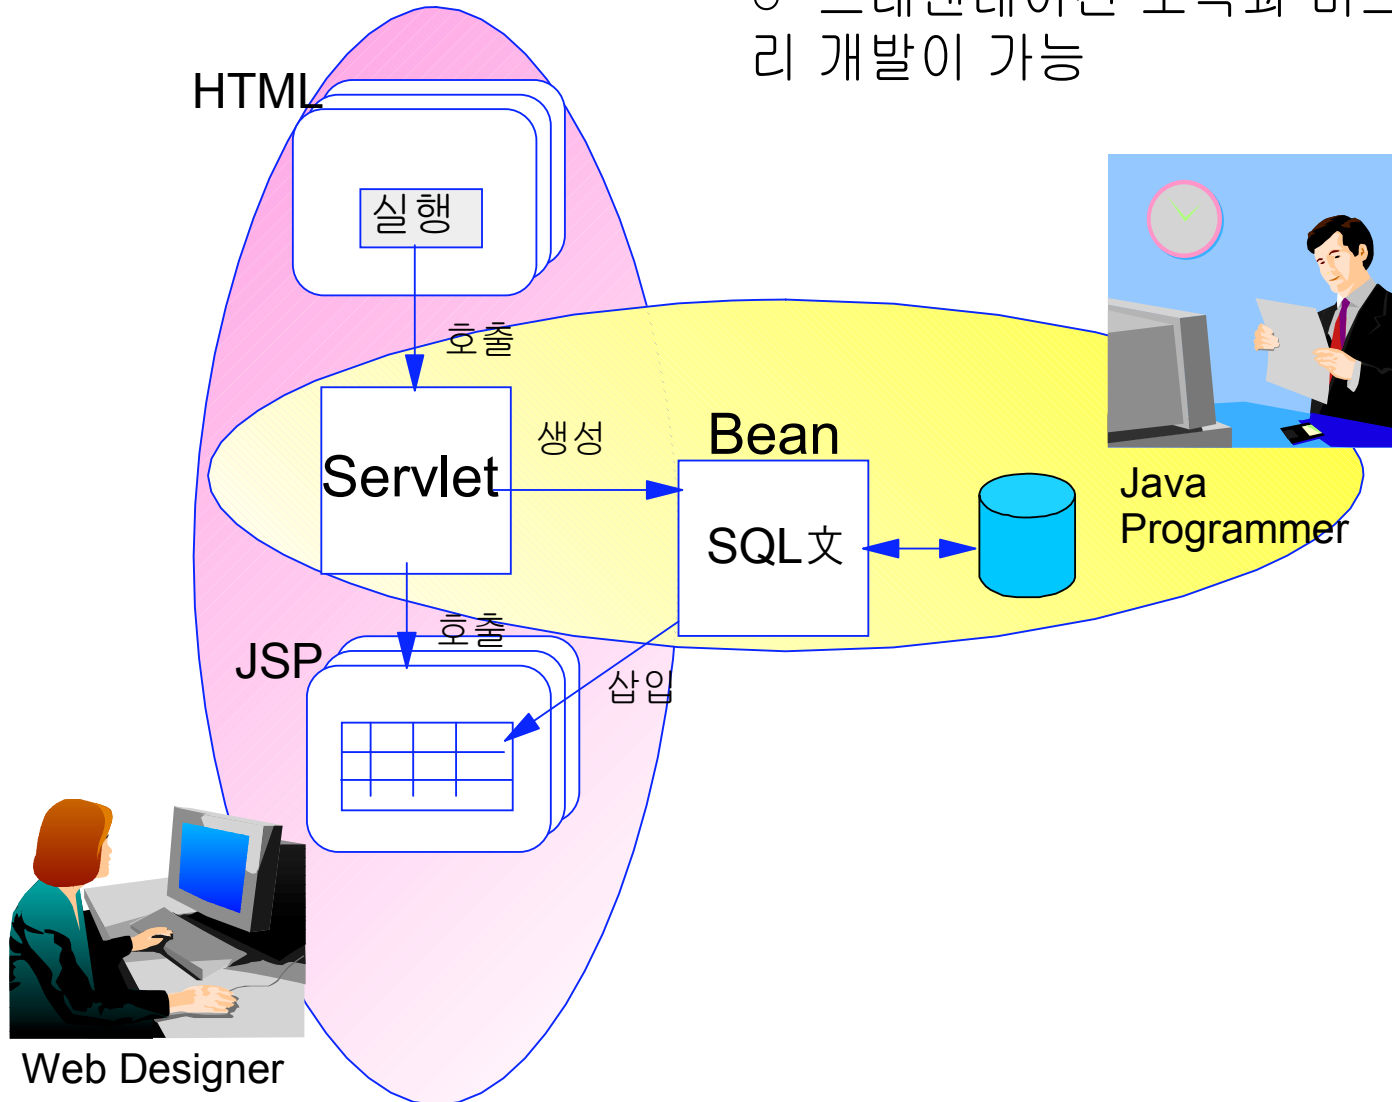 리 개발이 가능
HTML
실행
호출
생성
Bean
Servlet
SQL文
Java
Programmer
호출
JSP
삽입
Web Designer